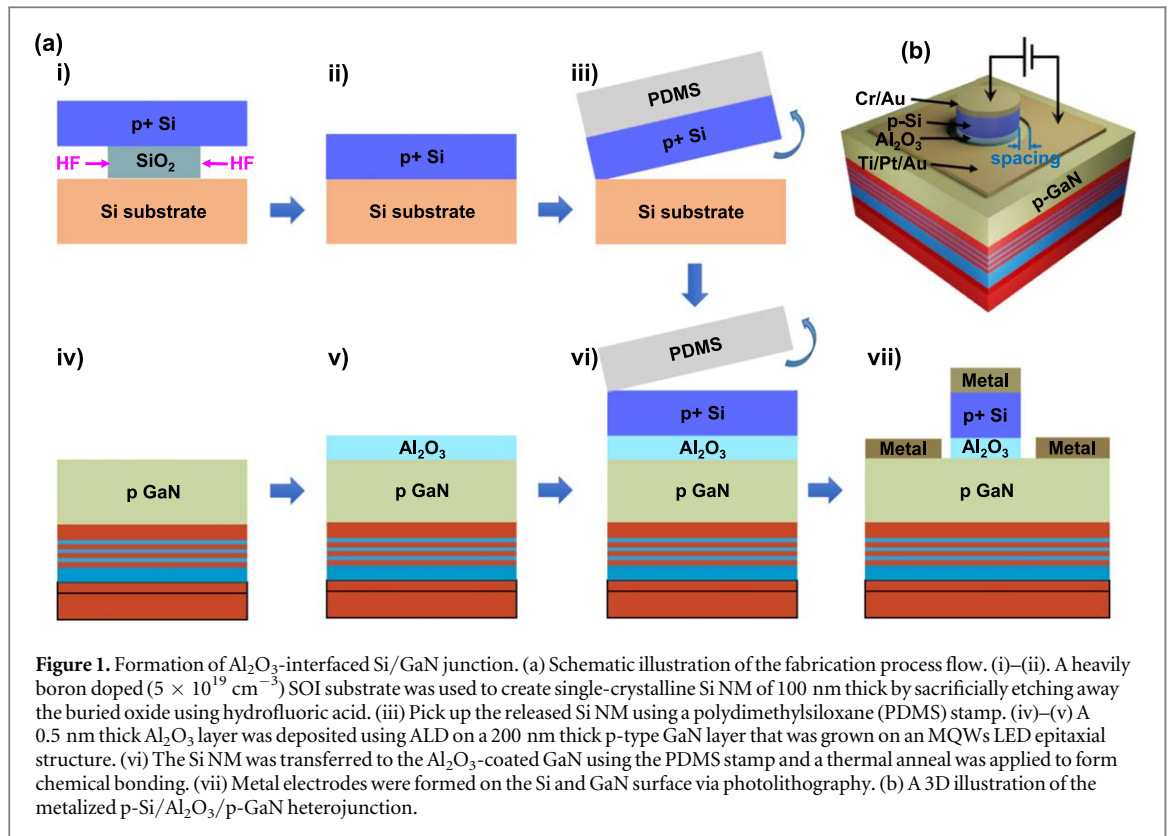 (a)
i)
p+ Si
HF
SiO₂
HF
Si substrate
ii)
p+ Si
Si substrate
iii)
PDMS
p+ Si
Si substrate
(b)
Cr/Au
p-Si
Al₂O₃
Ti/Pt/Au
spacing
p-GaN
iv)
p GaN
v)
Al₂O₃
p GaN
vi)
PDMS
p+ Si
Al₂O₃
p GaN
vii)
Metal
p+ Si
Metal
Al₂O₃
Metal
p GaN
Figure 1. Formation of Al₂O₃-interfaced Si/GaN junction. (a) Schematic illustration of the fabrication process flow. (i)–(ii). A heavily
boron doped (5 × 10¹⁹ cm⁻³) SOI substrate was used to create single-crystalline Si NM of 100 nm thick by sacrificially etching away
the buried oxide using hydrofluoric acid. (iii) Pick up the released Si NM using a polydimethylsiloxane (PDMS) stamp. (iv)–(v) A
0.5 nm thick Al₂O₃ layer was deposited using ALD on a 200 nm thick p-type GaN layer that was grown on an MQWs LED epitaxial
structure. (vi) The Si NM was transferred to the Al₂O₃-coated GaN using the PDMS stamp and a thermal anneal was applied to form
chemical bonding. (vii) Metal electrodes were formed on the Si and GaN surface via photolithography. (b) A 3D illustration of the
metalized p-Si/Al₂O₃/p-GaN heterojunction.